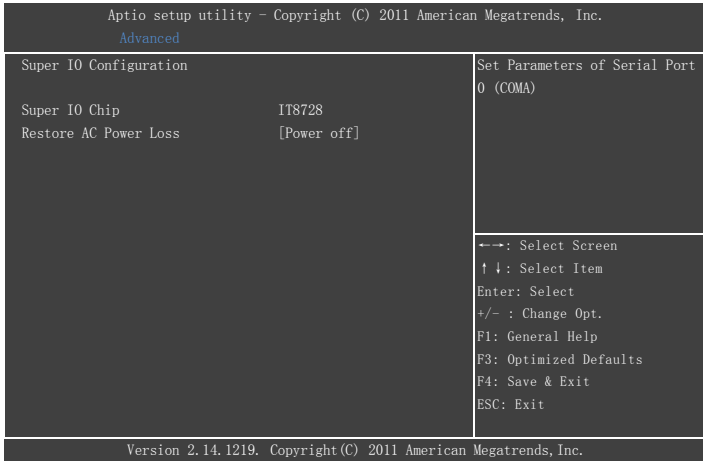 Aptio setup utility - Copyright (C) 2011 American Megatrends, Inc.
Advanced
Super IO Configuration
Super IO Chip IT8728
Restore AC Power Loss [Power off]
Set Parameters of Serial Port
0 (COMA)
←→: Select Screen
↑↓: Select Item
Enter: Select
+/- : Change Opt.
F1: General Help
F3: Optimized Defaults
F4: Save & Exit
ESC: Exit
Version 2.14.1219. Copyright(C) 2011 American Megatrends,Inc.